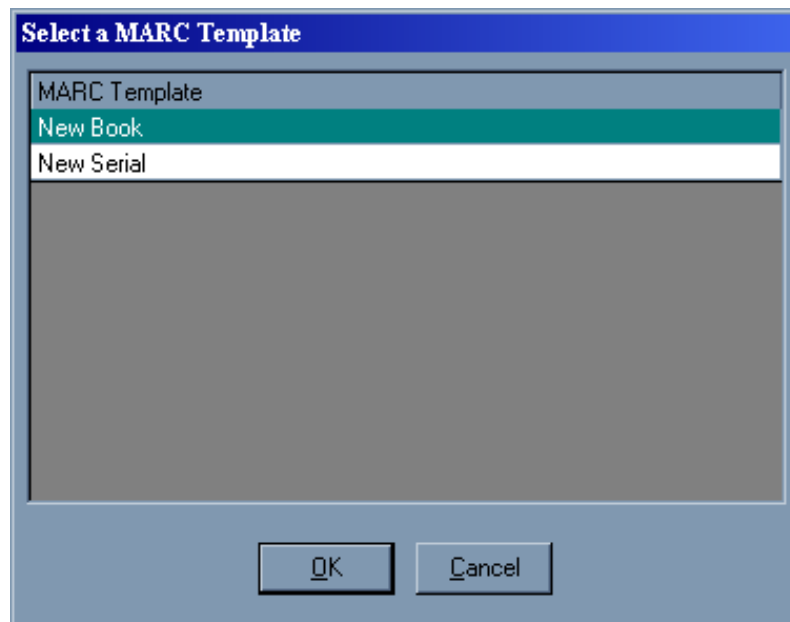 Select a MARC Template
MARC Template
New Book
New Serial
OK Cancel